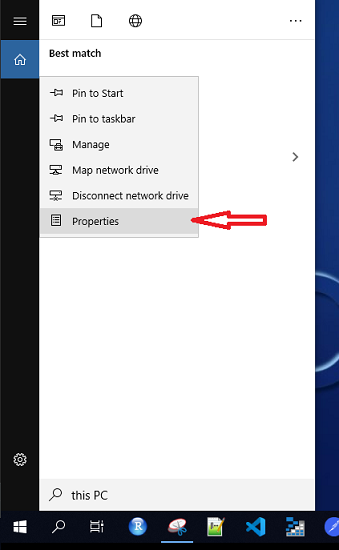 Best match
Pin to Start
Pin to taskbar
Manage
Map network drive
Disconnect network drive
Properties
this PC
R